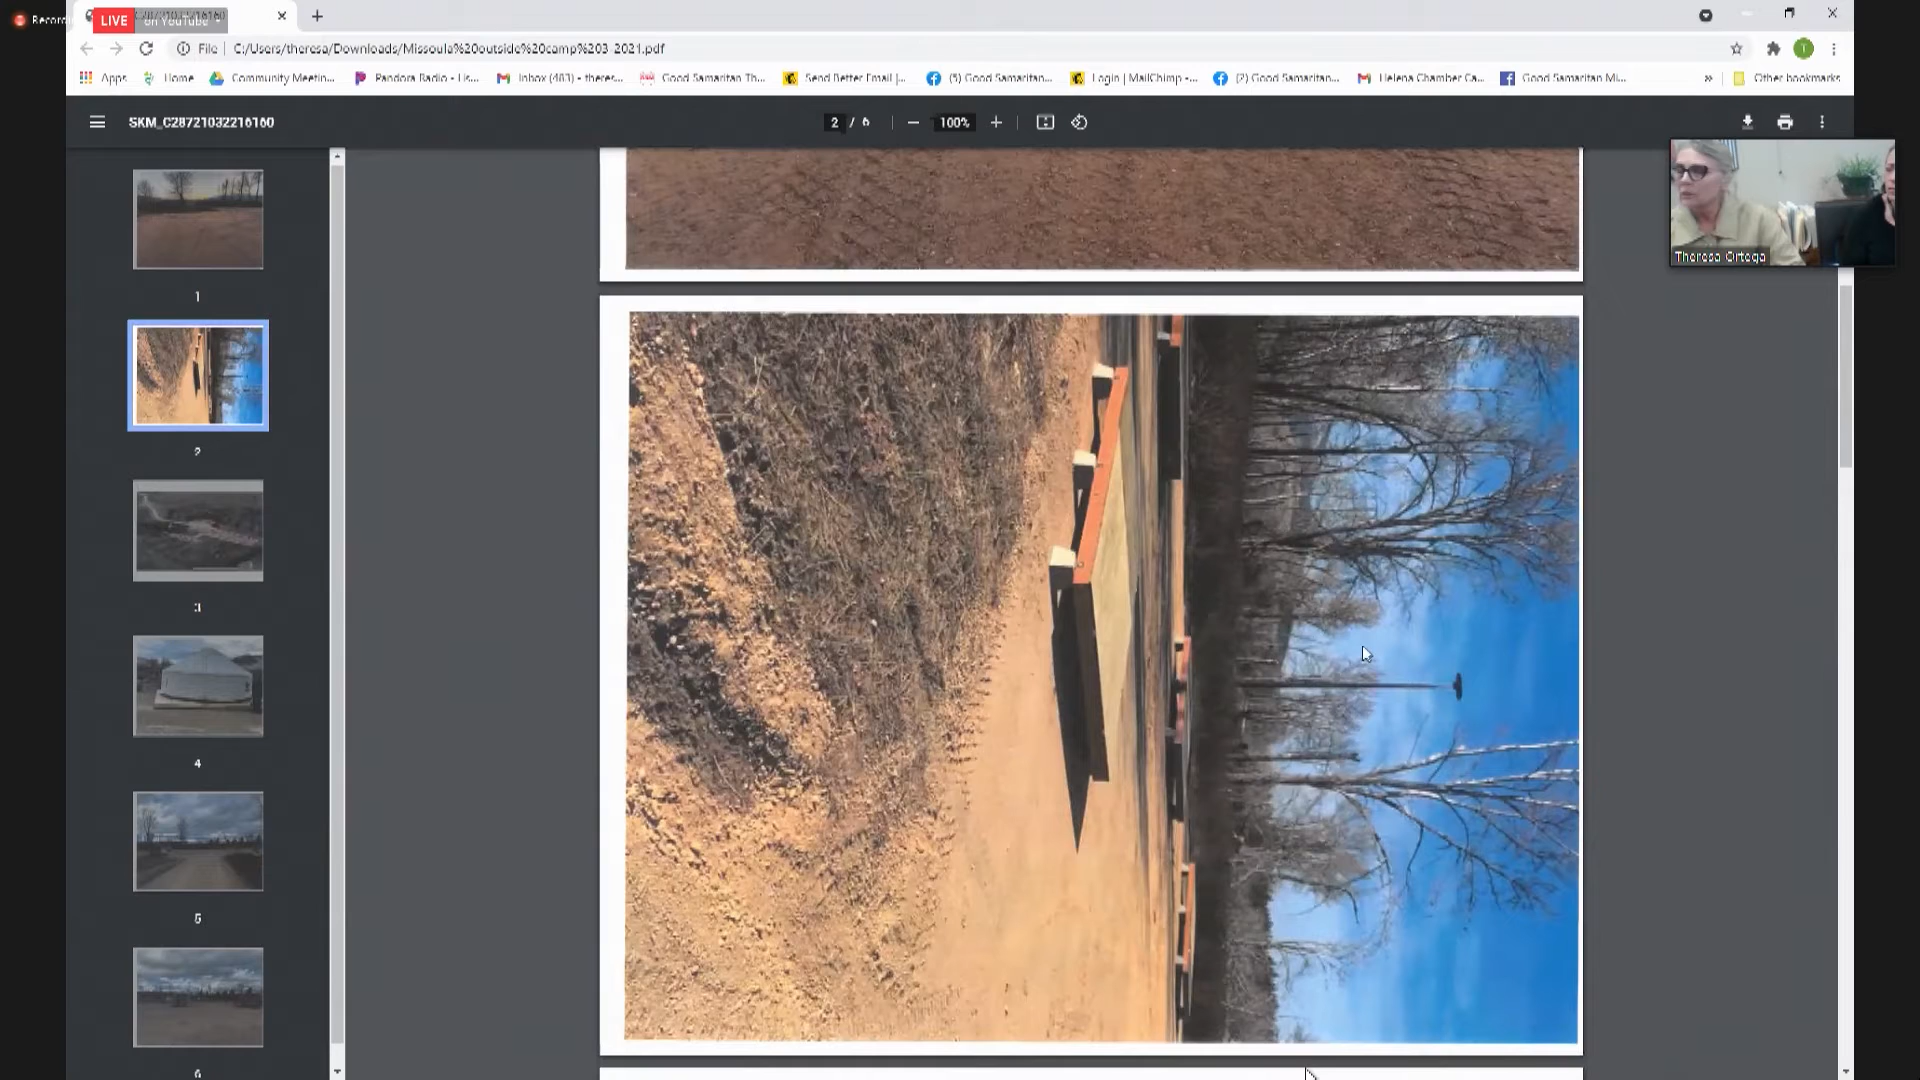 Recordi
LIVE
on YouTube
File
C:/Users/theresa/Downloads/Missoula%20outside%20camp%203-2021.pdf
Apps
Home
Community Meetin...
Pandora Radio - Lis...
Inbox (483) - theres...
Good Samaritan Th...
Send Better Email |...
(5) Good Samaritan...
Login | MailChimp -...
(2) Good Samaritan...
Helena Chamber Ca...
Good Samaritan Mi...
»
Other bookmarks
SKM_C28721032216160
2 / 6
100%
Theresa Ortega
1
2
3
4
5
6